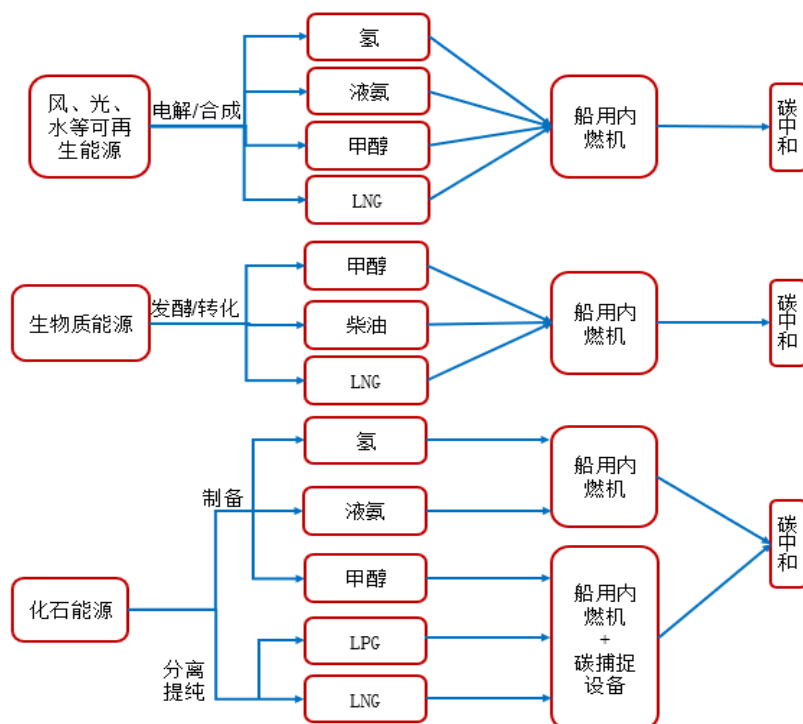 风、光、
水等可再
生能源
电解/合成
氢
液氨
甲醇
LNG
船用内
燃机
碳
中
和
生物质能源
发酵/转化
甲醇
柴油
LNG
船用内
燃机
碳
中
和
化石能源
制备
氢
液氨
甲醇
分离
提纯
LPG
LNG
船用内
燃机
船用内
燃机
+
碳捕捉
设备
碳
中
和